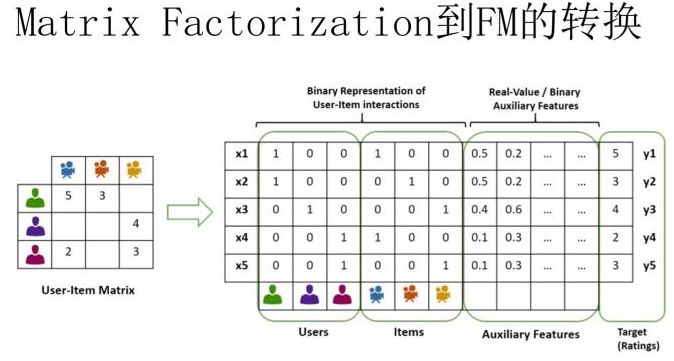 Matrix Factorization到FM的转换
Binary Representation of
User-Item interactions
Real-Value / Binary
Auxiliary Features
5 3
4
2 3
User-Item Matrix
x1 1 0 0 1 0 0 0.5 0.2 ... ... 5 y1
x2 1 0 0 0 1 0 0.5 0.2 ... ... 3 y2
x3 0 1 0 0 0 1 0.4 0.6 ... ... 4 y3
x4 0 0 1 1 0 0 0.1 0.3 ... ... 2 y4
x5 0 0 1 0 0 1 0.1 0.3 ... ... 3 y5
Users
Items
Auxiliary Features
Target
(Ratings)